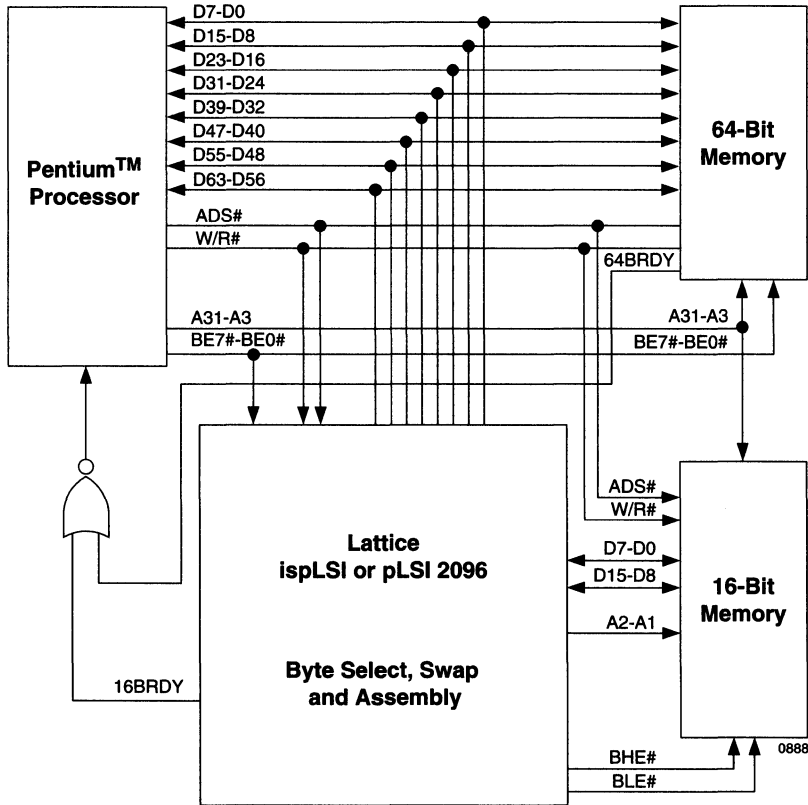 D7-D0
D15-D8
D23-D16
D31-D24
D39-D32
D47-D40
D55-D48
D63-D56
Pentium™
Processor
64-Bit
Memory
ADS#
W/R#
64BRDY
A31-A3
A31-A3
BE7#-BE0#
BE7#-BE0#
ADS#
W/R#
Lattice
ispLSI or pLSI 2096
D7-D0
D15-D8
16-Bit
Memory
A2-A1
Byte Select, Swap
and Assembly
16BRDY
BHE#
BLE#
0888